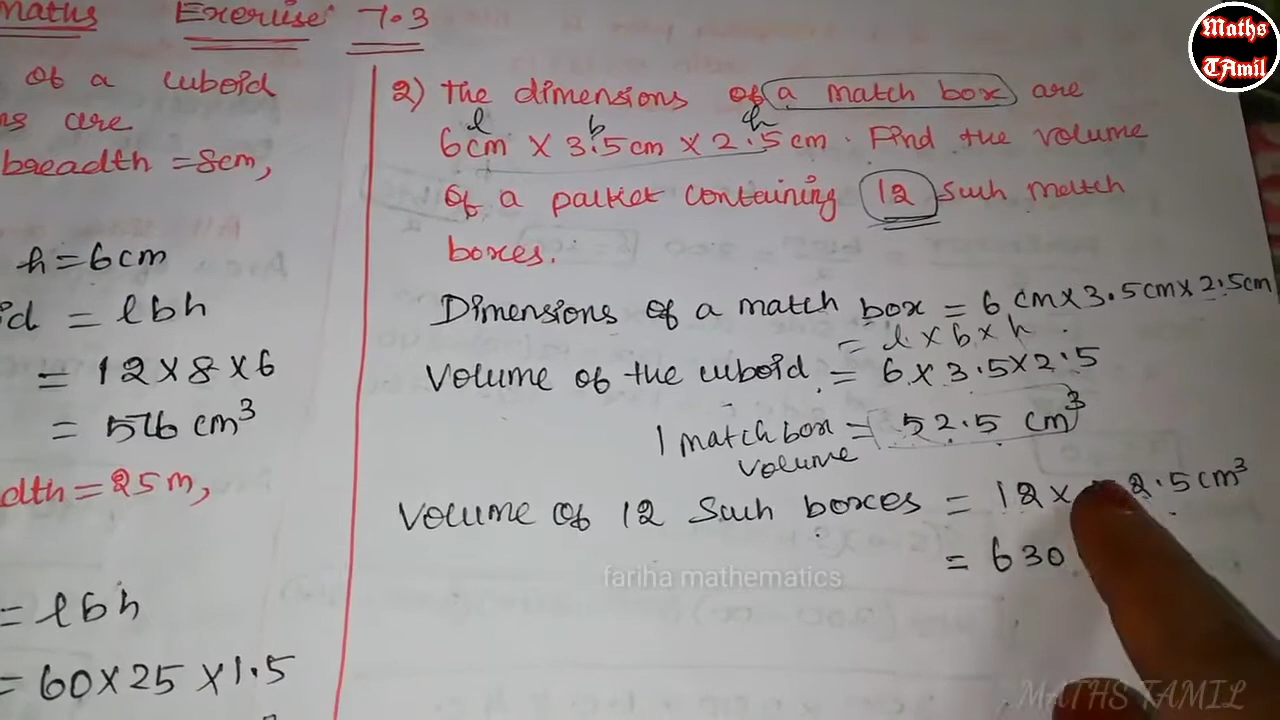 Maths Exercise 7.3
of a cuboid
ns are
breadth = 8cm,
h = 6cm
id = lbh
= 12 × 8 × 6
= 576 cm³
dth = 25m,
= lbh
= 60 × 25 × 1.5
2) The dimensions of a match box are
l b h
6cm × 3.5cm × 2.5cm. Find the volume
of a packet containing 12 such match
boxes.
Dimensions of a match box = 6 cm × 3.5cm × 2.5cm
= l × b × h
Volume of the cuboid = 6 × 3.5 × 2.5
1 match box = 52.5 cm³
volume
Volume of 12 Such boxes = 12 × 2.5 cm³
= 630
fariha mathematics
Maths
TAmil
MATHS TAMIL